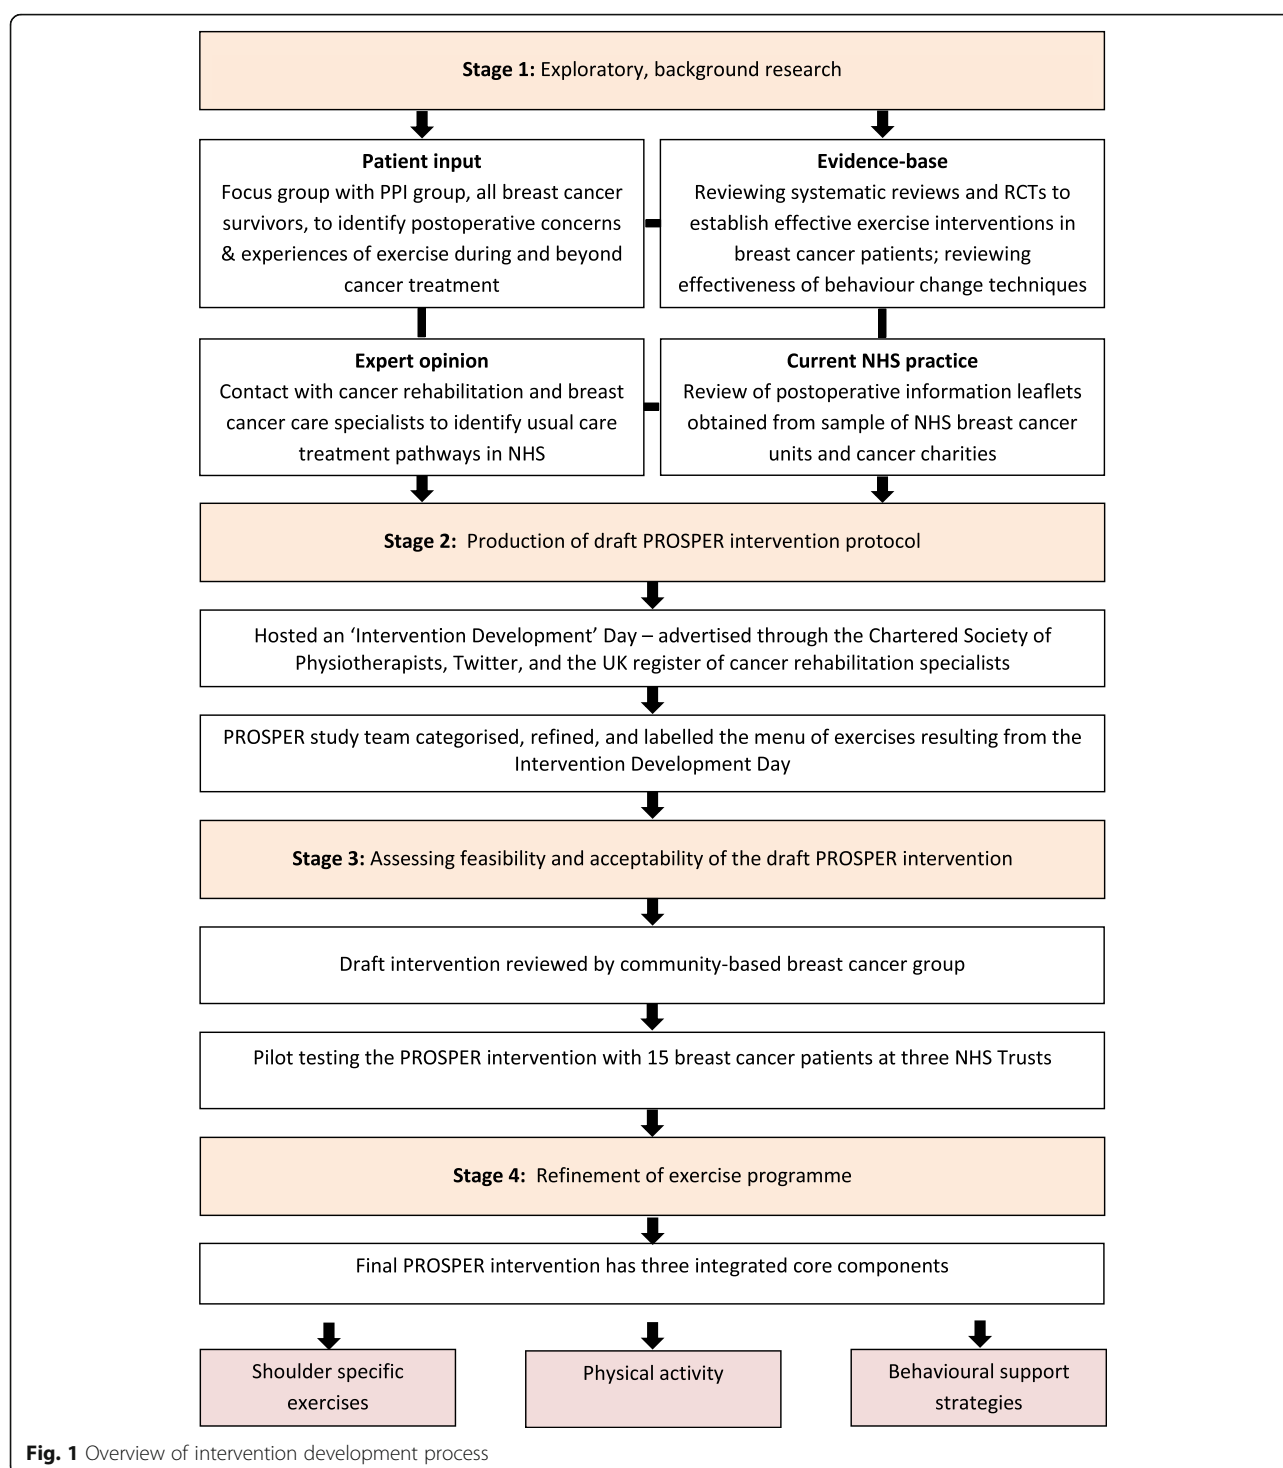 Stage 1: Exploratory, background research
Patient input
Focus group with PPI group, all breast cancer
survivors, to identify postoperative concerns
& experiences of exercise during and beyond
cancer treatment
Evidence-base
Reviewing systematic reviews and RCTs to
establish effective exercise interventions in
breast cancer patients; reviewing
effectiveness of behaviour change techniques
Expert opinion
Contact with cancer rehabilitation and breast
cancer care specialists to identify usual care
treatment pathways in NHS
Current NHS practice
Review of postoperative information leaflets
obtained from sample of NHS breast cancer
units and cancer charities
Stage 2: Production of draft PROSPER intervention protocol
Hosted an ‘Intervention Development’ Day – advertised through the Chartered Society of
Physiotherapists, Twitter, and the UK register of cancer rehabilitation specialists
PROSPER study team categorised, refined, and labelled the menu of exercises resulting from the
Intervention Development Day
Stage 3: Assessing feasibility and acceptability of the draft PROSPER intervention
Draft intervention reviewed by community-based breast cancer group
Pilot testing the PROSPER intervention with 15 breast cancer patients at three NHS Trusts
Stage 4: Refinement of exercise programme
Final PROSPER intervention has three integrated core components
Shoulder specific
exercises
Physical activity
Behavioural support
strategies
Fig. 1 Overview of intervention development process